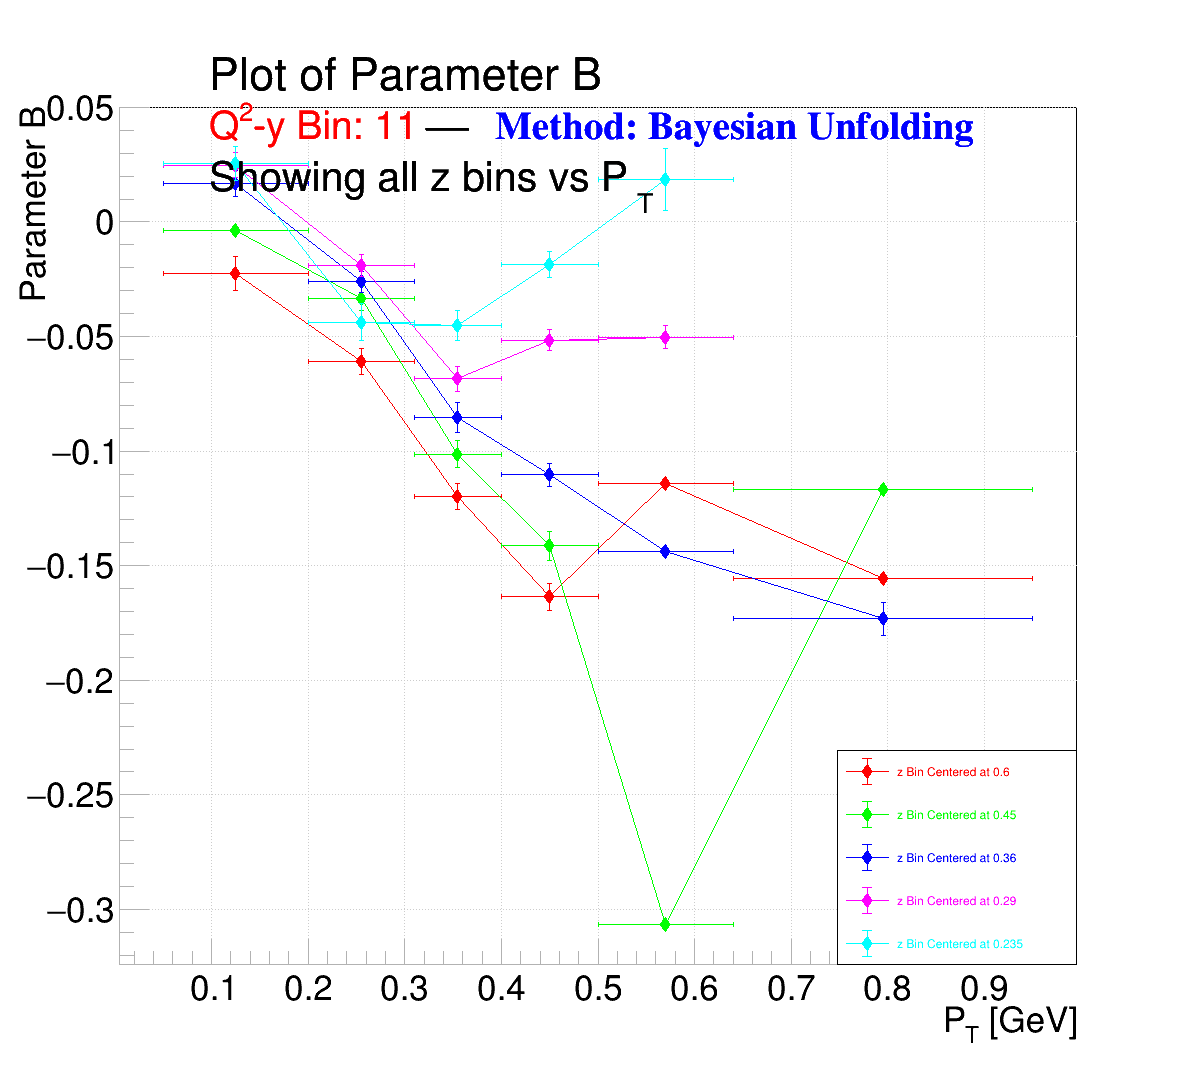 Plot of Parameter B
Q²-y Bin: 11 — Method: Bayesian Unfolding
Showing all z bins vs P_T
Parameter B
0.05
0
−0.05
−0.1
−0.15
−0.2
−0.25
−0.3
z Bin Centered at 0.6
z Bin Centered at 0.45
z Bin Centered at 0.36
z Bin Centered at 0.29
z Bin Centered at 0.235
0.1 0.2 0.3 0.4 0.5 0.6 0.7 0.8 0.9
P_T [GeV]